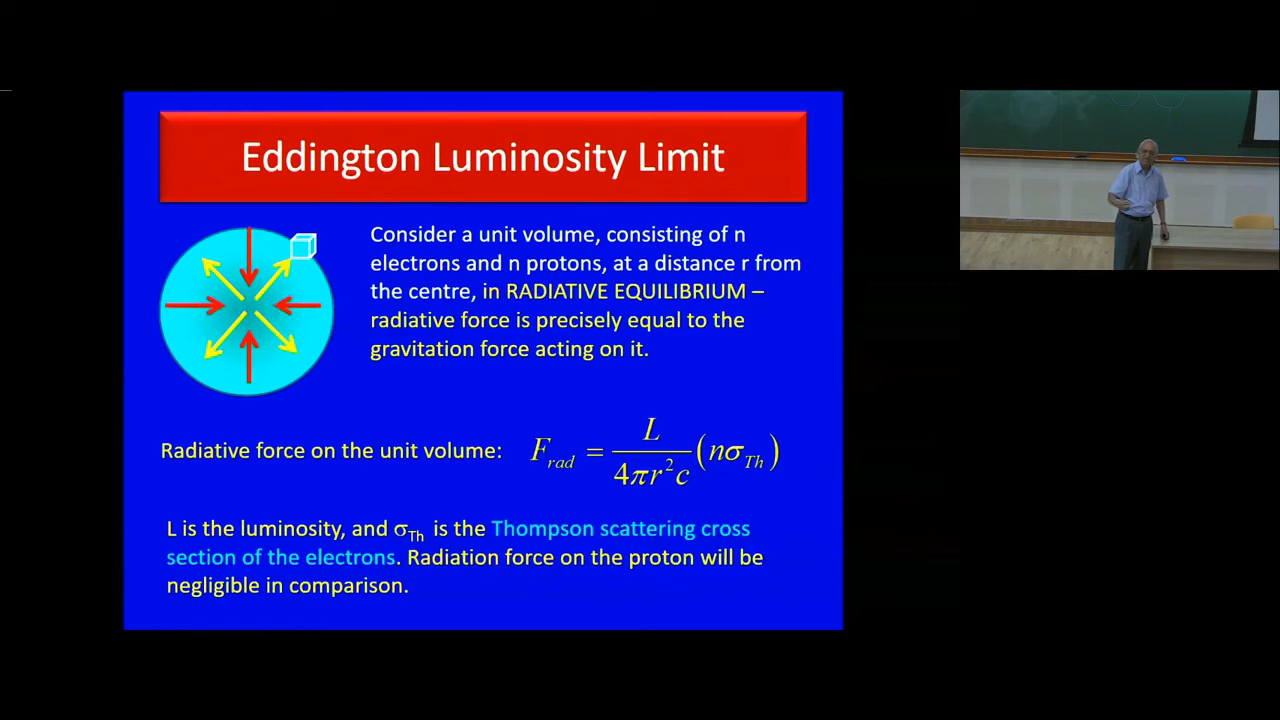 Eddington Luminosity Limit
Consider a unit volume, consisting of n
electrons and n protons, at a distance r from
the centre, in RADIATIVE EQUILIBRIUM –
radiative force is precisely equal to the
gravitation force acting on it.
Radiative force on the unit volume: F_rad = L / (4πr²c) (nσ_Th)
L is the luminosity, and σ_Th is the Thompson scattering cross
section of the electrons. Radiation force on the proton will be
negligible in comparison.